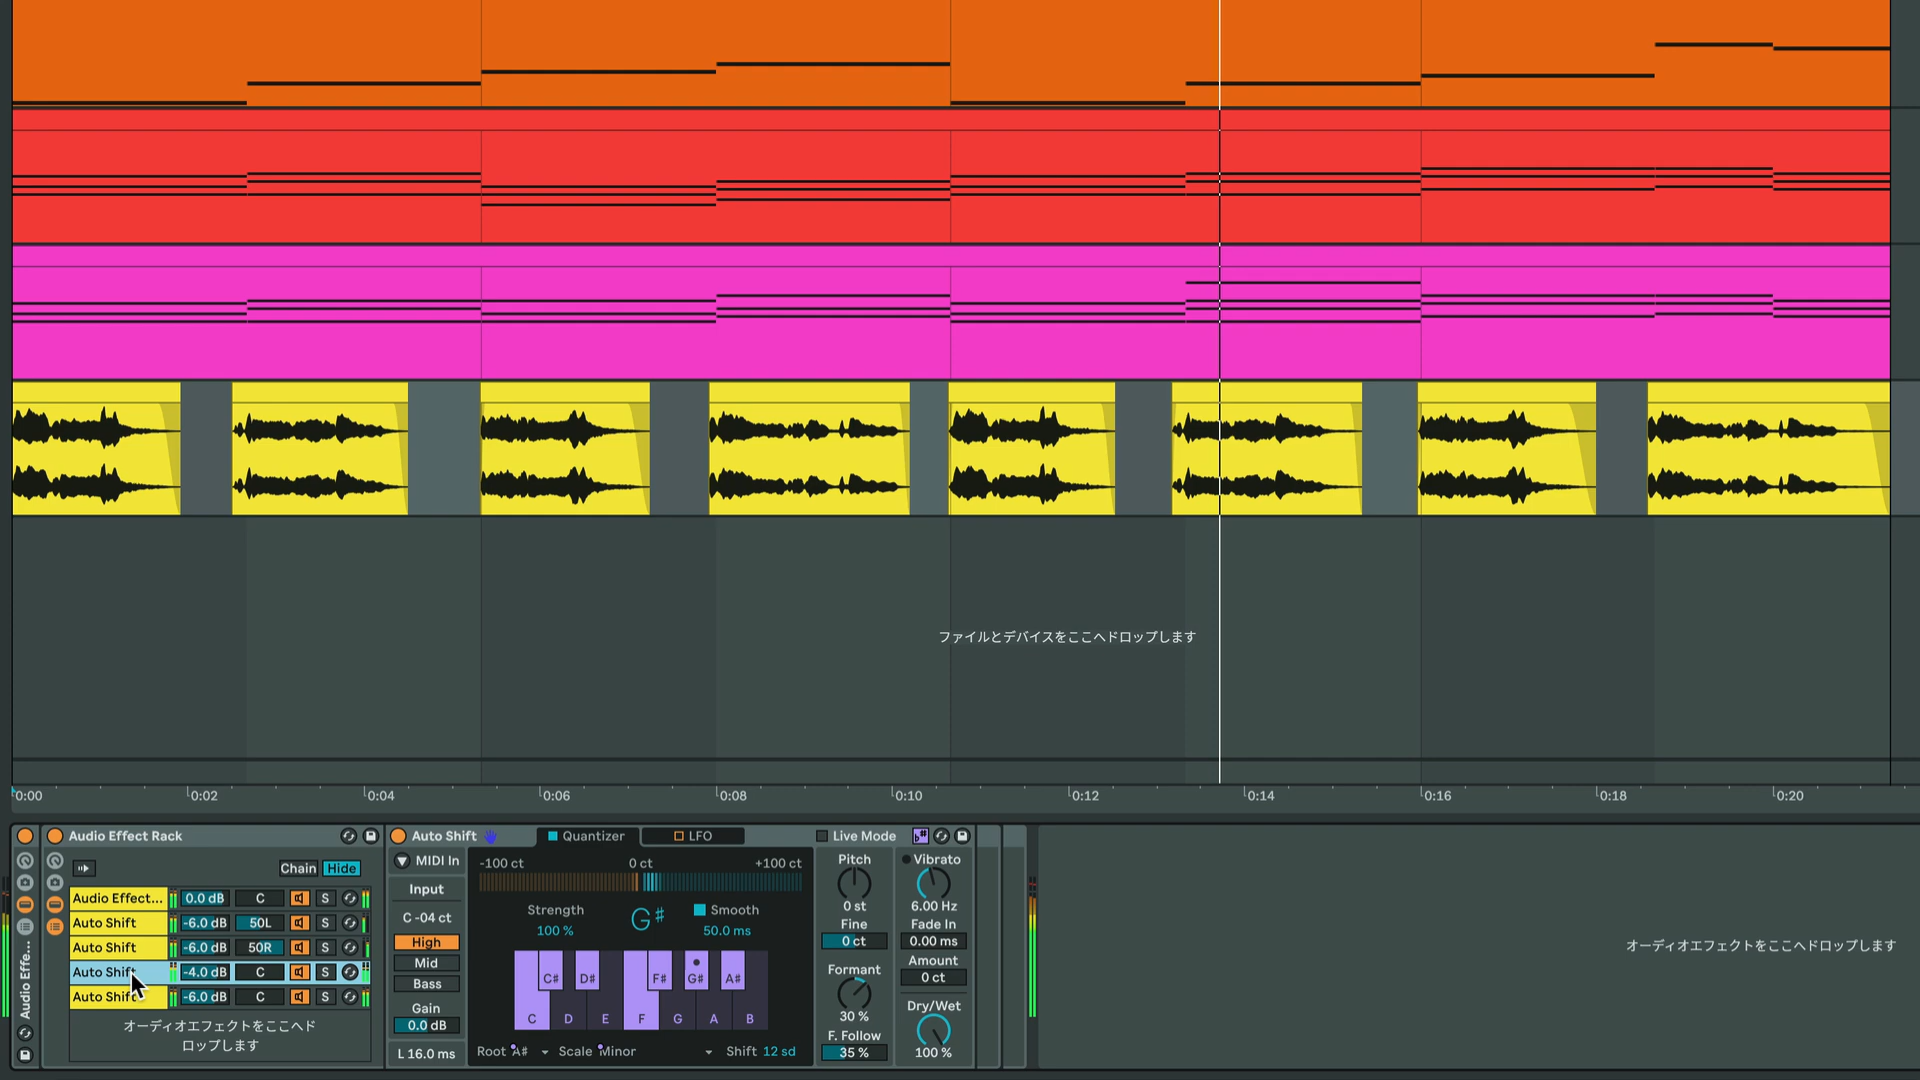 ファイルとデバイスをここへドロップします
0:00 0:02 0:04 0:06 0:08 0:10 0:12 0:14 0:16 0:18 0:20
Audio Effe...
Audio Effect Rack
Chain Hide
Audio Effect... 0.0 dB C S
Auto Shift -6.0 dB 50L S
Auto Shift -6.0 dB 50R S
Auto Shift -4.0 dB C S
Auto Shift -6.0 dB C S
オーディオエフェクトをここへド
ロップします
Auto Shift Quantizer LFO Live Mode
MIDI In
Input
C -04 ct
High
Mid
Bass
Gain
0.0 dB
L 16.0 ms
-100 ct 0 ct +100 ct
Strength G♯ Smooth
100 % 50.0 ms
C# D# F# G# A#
C D E F G A B
Root A# Scale Minor Shift 12 sd
Pitch
0 st
Fine
0 ct
Formant
30 %
F. Follow
35 %
Vibrato
6.00 Hz
Fade In
0.00 ms
Amount
0 ct
Dry/Wet
100 %
オーディオエフェクトをここへドロップします